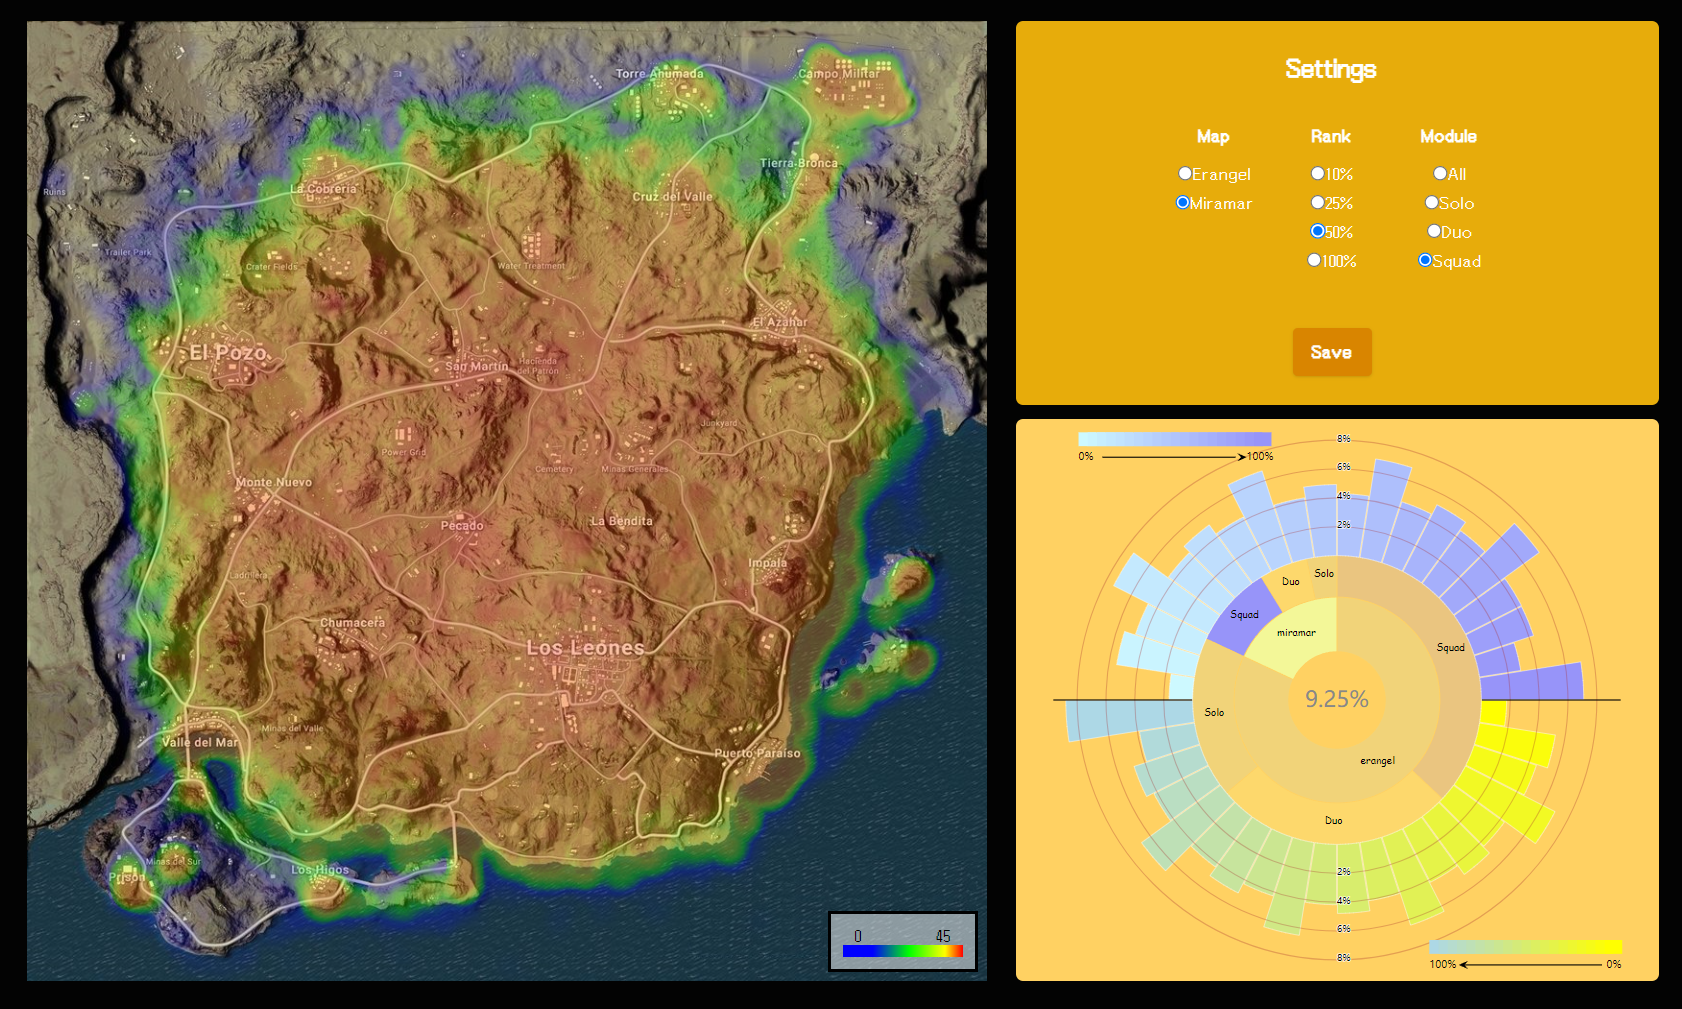 Torre Ahumada
Campo Militar
Tierra Bronca
Ruins
La Cobreria
Cruz del Valle
Trailer Park
Crater Fields
Water Treatment
El Azahar
El Pozo
San Martín
Hacienda
del Patrón
Junkyard
Power Grid
Cemetery
Minas Generales
Monte Nuevo
Pecado
La Bendita
Impala
Ladrillera
Chumacera
Los Leones
Minas del Valle
Valle del Mar
Puerto Paraíso
Minas del Sur
Prison
Los Higos
0 45
Settings
Map Rank Module
Erangel 10% All
Miramar 25% Solo
50% Duo
100% Squad
Save
0% 100%
8%
6%
4%
2%
Solo
Duo
Squad
miramar
Squad
9.25%
Solo
erangel
Duo
2%
4%
6%
8%
100% 0%